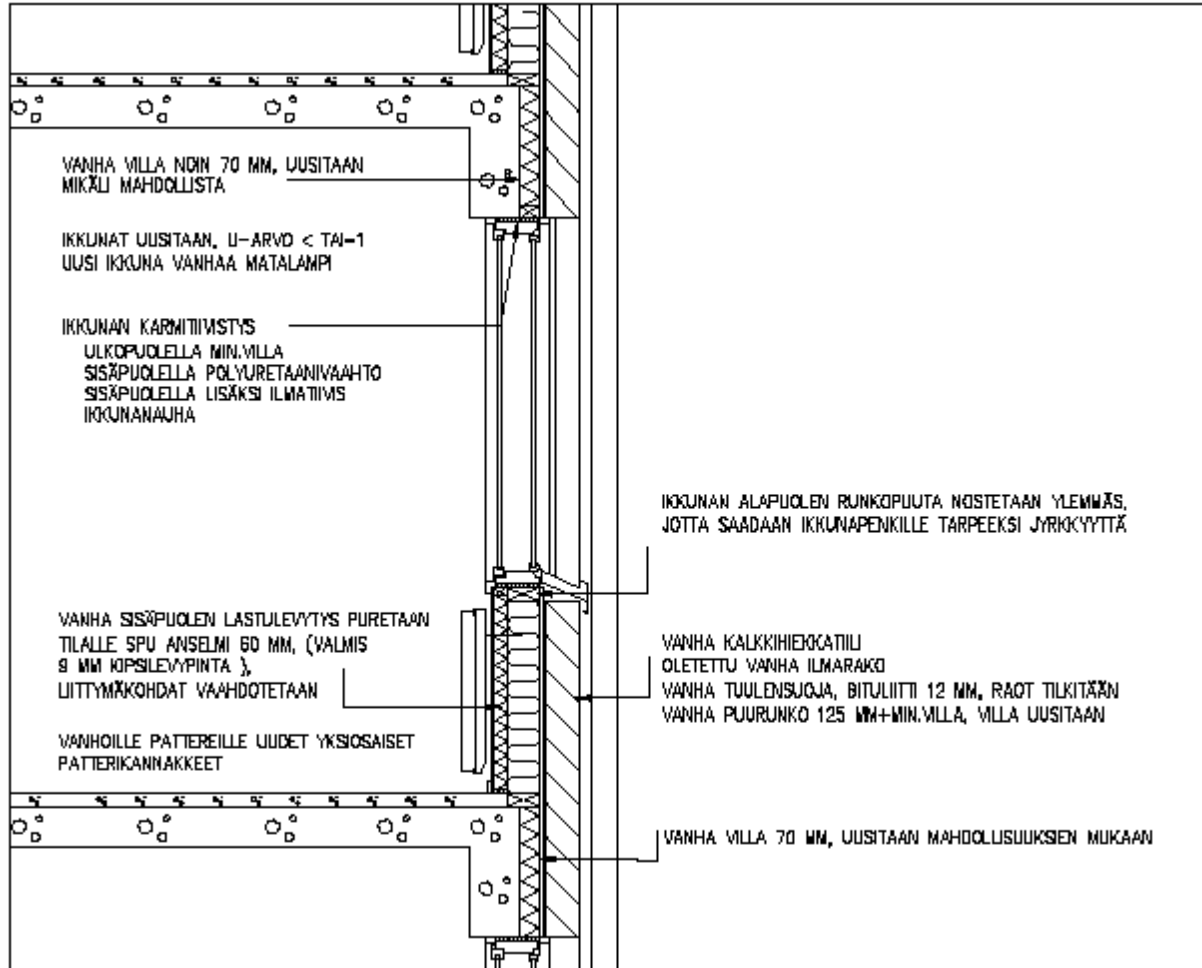 VANHA VILLA NOIN 70 MM, UUSITAAN
MIKÄLI MAHDOLLISTA
IKKUNAT UUSITAAN, U-ARVO < TAI-1
UUSI IKKUNA VANHAA MATALAMPI
IKKUNAN KARMITIIVISTYS
ULKOPUOLELLA MIN.VILLA
SISÄPUOLELLA POLYURETAANIVAAHTO
SISÄPUOLELLA LISÄKSI ILMATIIVIS
IKKUNANAUHA
IKKUNAN ALAPUOLEN RUNKOPUUTA NOSTETAAN YLEMMÄS,
JOTTA SAADAAN IKKUNAPENKILLE TARPEEKSI JYRKKYYTTÄ
VANHA SISÄPUOLEN LASTULEVYTYS PURETAAN
TILALLE SPU ANSELMI 60 MM, (VALMIS
9 MM KIPSILEVYPINTA ),
LIITTYMÄKOHDAT VAAHDOTETAAN
VANHOILLE PATTEREILLE UUDET YKSIOSAISET
PATTERIKANNAKKEET
VANHA KALKKIHIEKKATIILI
OLETETTU VANHA ILMARAKO
VANHA TUULENSUOJA, BITULIITTI 12 MM, RAOT TILKITÄÄN
VANHA PUURUNKO 125 MM+MIN.VILLA, VILLA UUSITAAN
VANHA VILLA 70 MM, UUSITAAN MAHDOLLISUUKSIEN MUKAAN